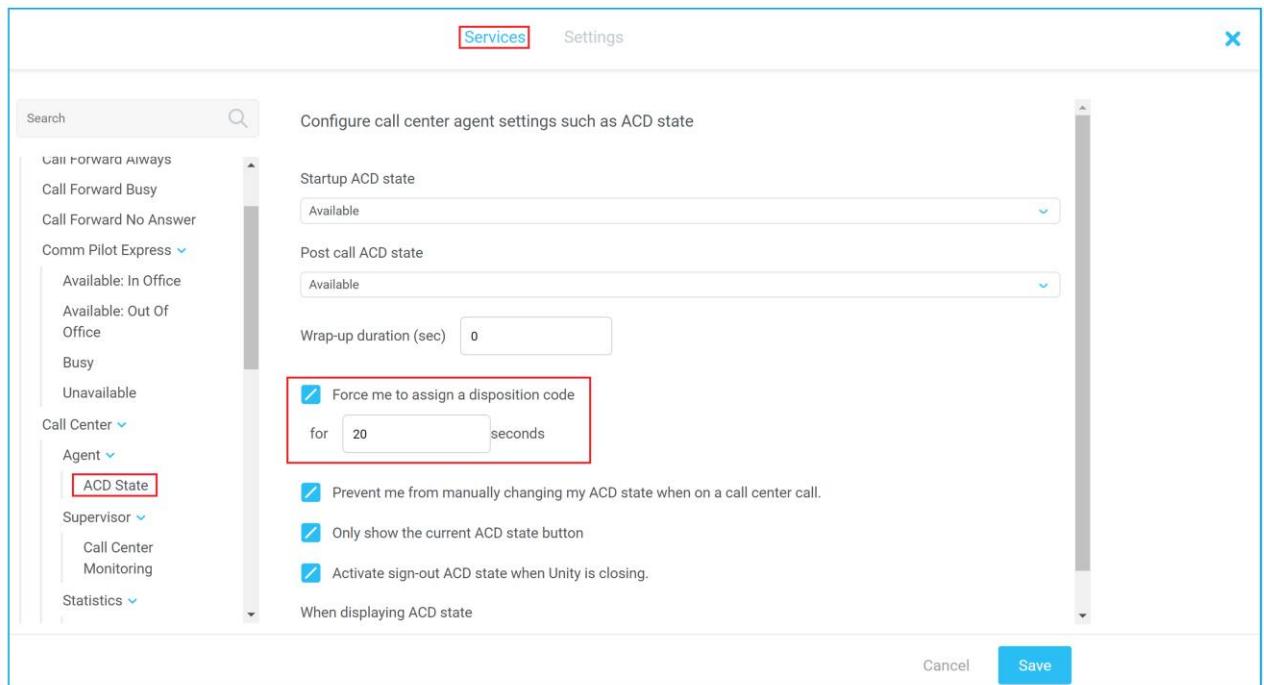 Services Settings
Search
Call Forward Always
Call Forward Busy
Call Forward No Answer
Comm Pilot Express
Available: In Office
Available: Out Of
Office
Busy
Unavailable
Call Center
Agent
ACD State
Supervisor
Call Center
Monitoring
Statistics
Configure call center agent settings such as ACD state
Startup ACD state
Available
Post call ACD state
Available
Wrap-up duration (sec) 0
Force me to assign a disposition code
for 20 seconds
Prevent me from manually changing my ACD state when on a call center call.
Only show the current ACD state button
Activate sign-out ACD state when Unity is closing.
When displaying ACD state
Cancel Save